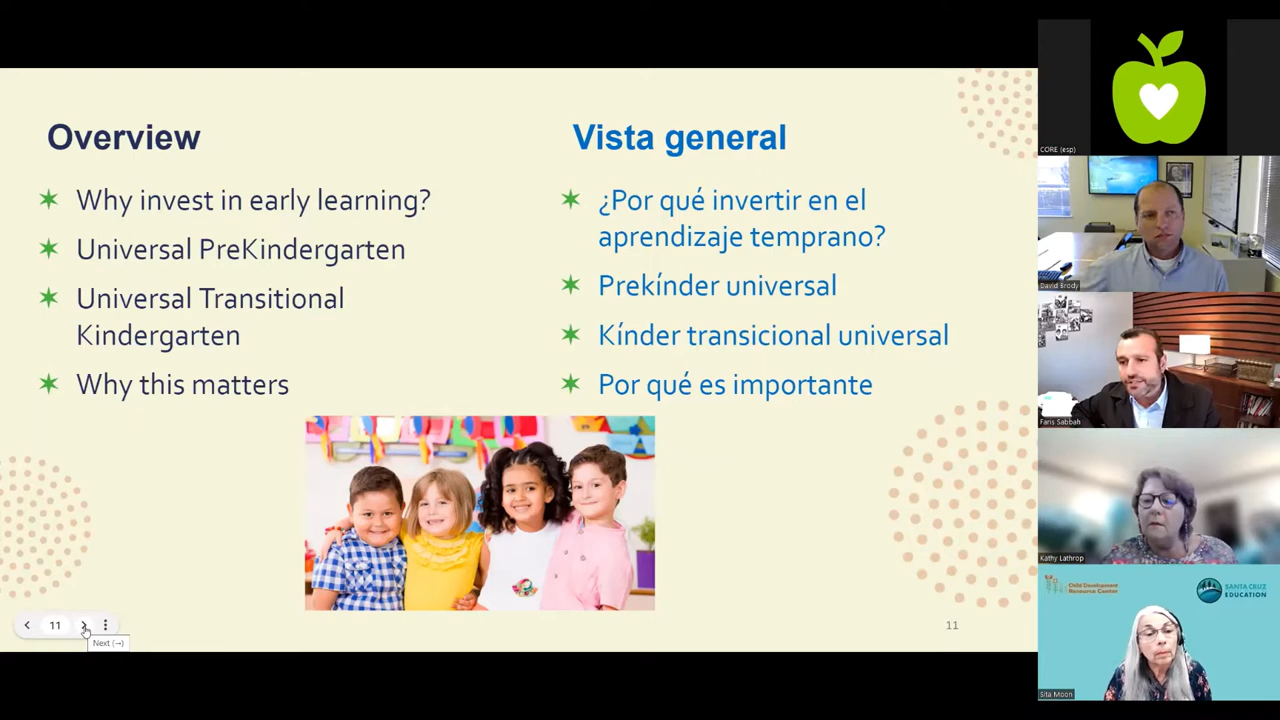 Overview
Why invest in early learning?
Universal PreKindergarten
Universal Transitional
Kindergarten
Why this matters
Vista general
¿Por qué invertir en el
aprendizaje temprano?
Prekínder universal
Kínder transicional universal
Por qué es importante
11
Next (→)
11
CORE (esp)
David Brody
Faris Sabbah
Kathy Lathrop
Child Development
Resource Center
SANTA CRUZ
EDUCATION
Sita Moon